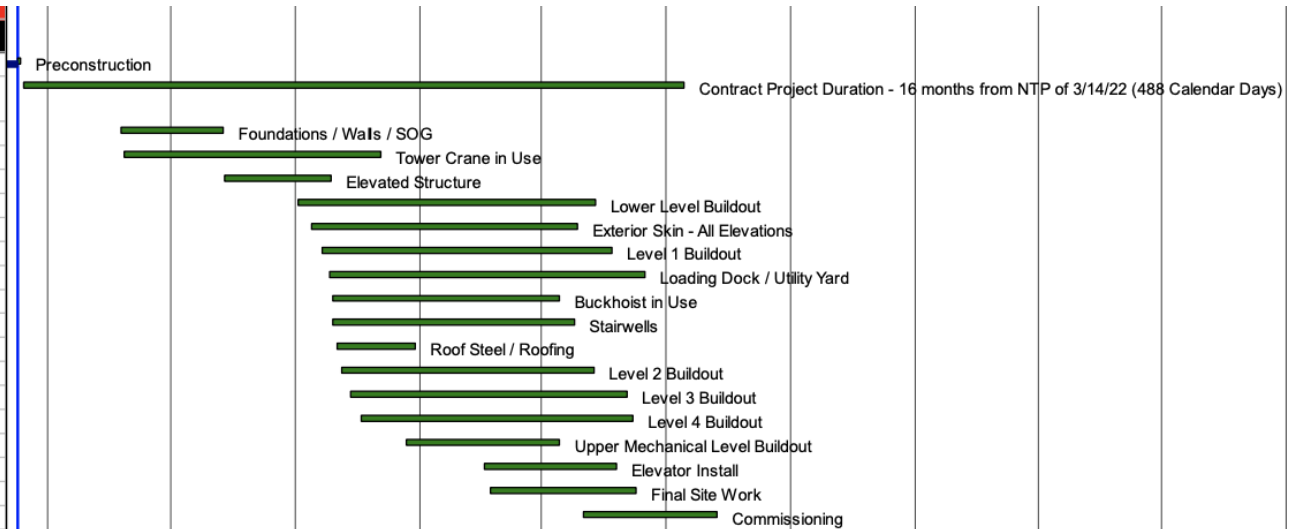 Preconstruction
Contract Project Duration - 16 months from NTP of 3/14/22 (488 Calendar Days)
Foundations / Walls / SOG
Tower Crane in Use
Elevated Structure
Lower Level Buildout
Exterior Skin - All Elevations
Level 1 Buildout
Loading Dock / Utility Yard
Buckhoist in Use
Stairwells
Roof Steel / Roofing
Level 2 Buildout
Level 3 Buildout
Level 4 Buildout
Upper Mechanical Level Buildout
Elevator Install
Final Site Work
Commissioning